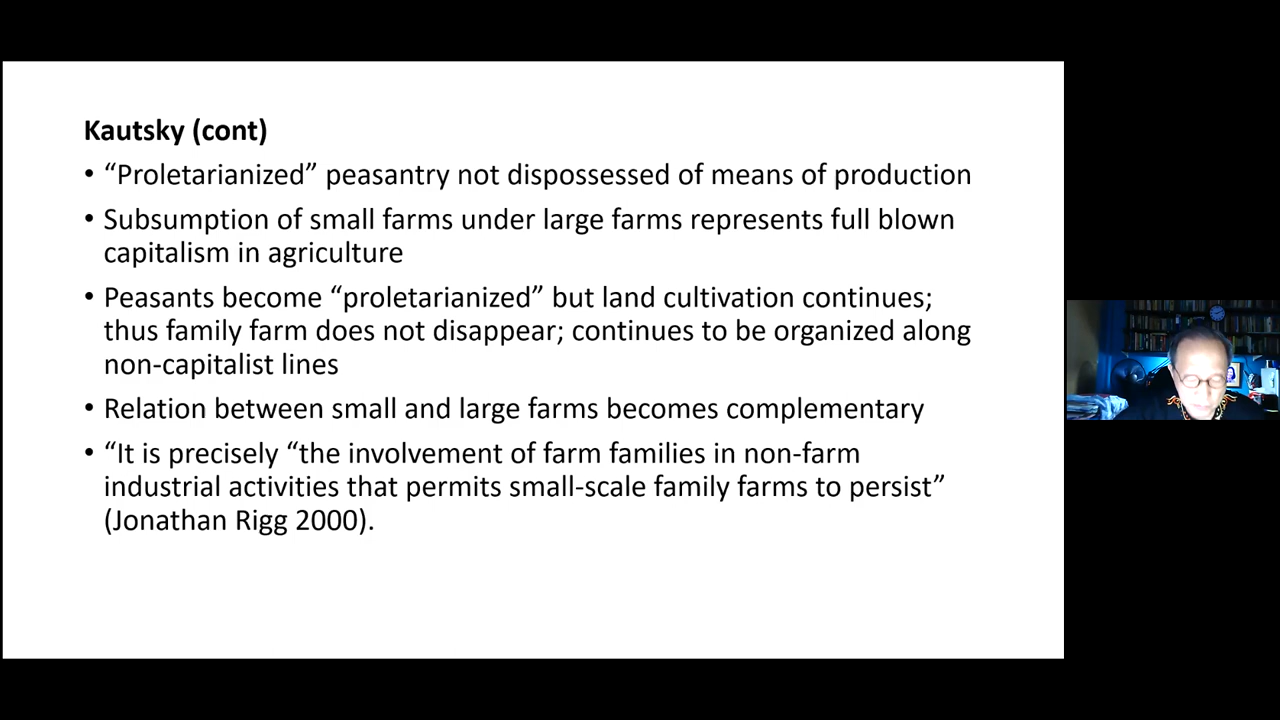 Kautsky (cont)
• “Proletarianized” peasantry not dispossessed of means of production
• Subsumption of small farms under large farms represents full blown
capitalism in agriculture
• Peasants become “proletarianized” but land cultivation continues;
thus family farm does not disappear; continues to be organized along
non-capitalist lines
• Relation between small and large farms becomes complementary
• “It is precisely “the involvement of farm families in non-farm
industrial activities that permits small-scale family farms to persist”
(Jonathan Rigg 2000).